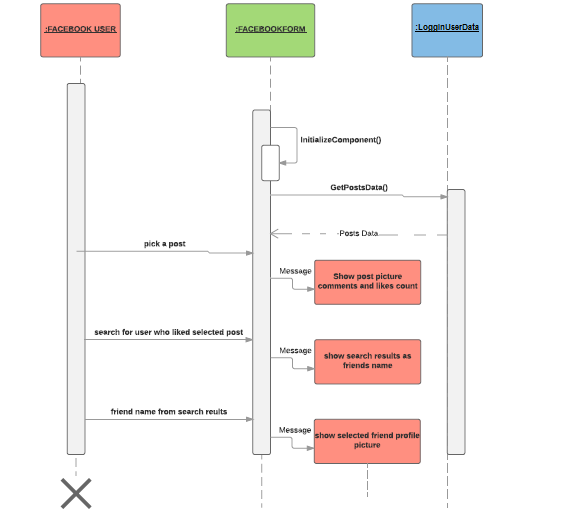 :FACEBOOK USER
:FACEBOOKFORM
:LogginUserData
InitializeComponent()
GetPostsData()
Posts Data
pick a post
Message
Show post picture
comments and likes count
search for user who liked selected post
Message
show search results as
friends name
friend name from search reults
Message
show selected friend profile
picture